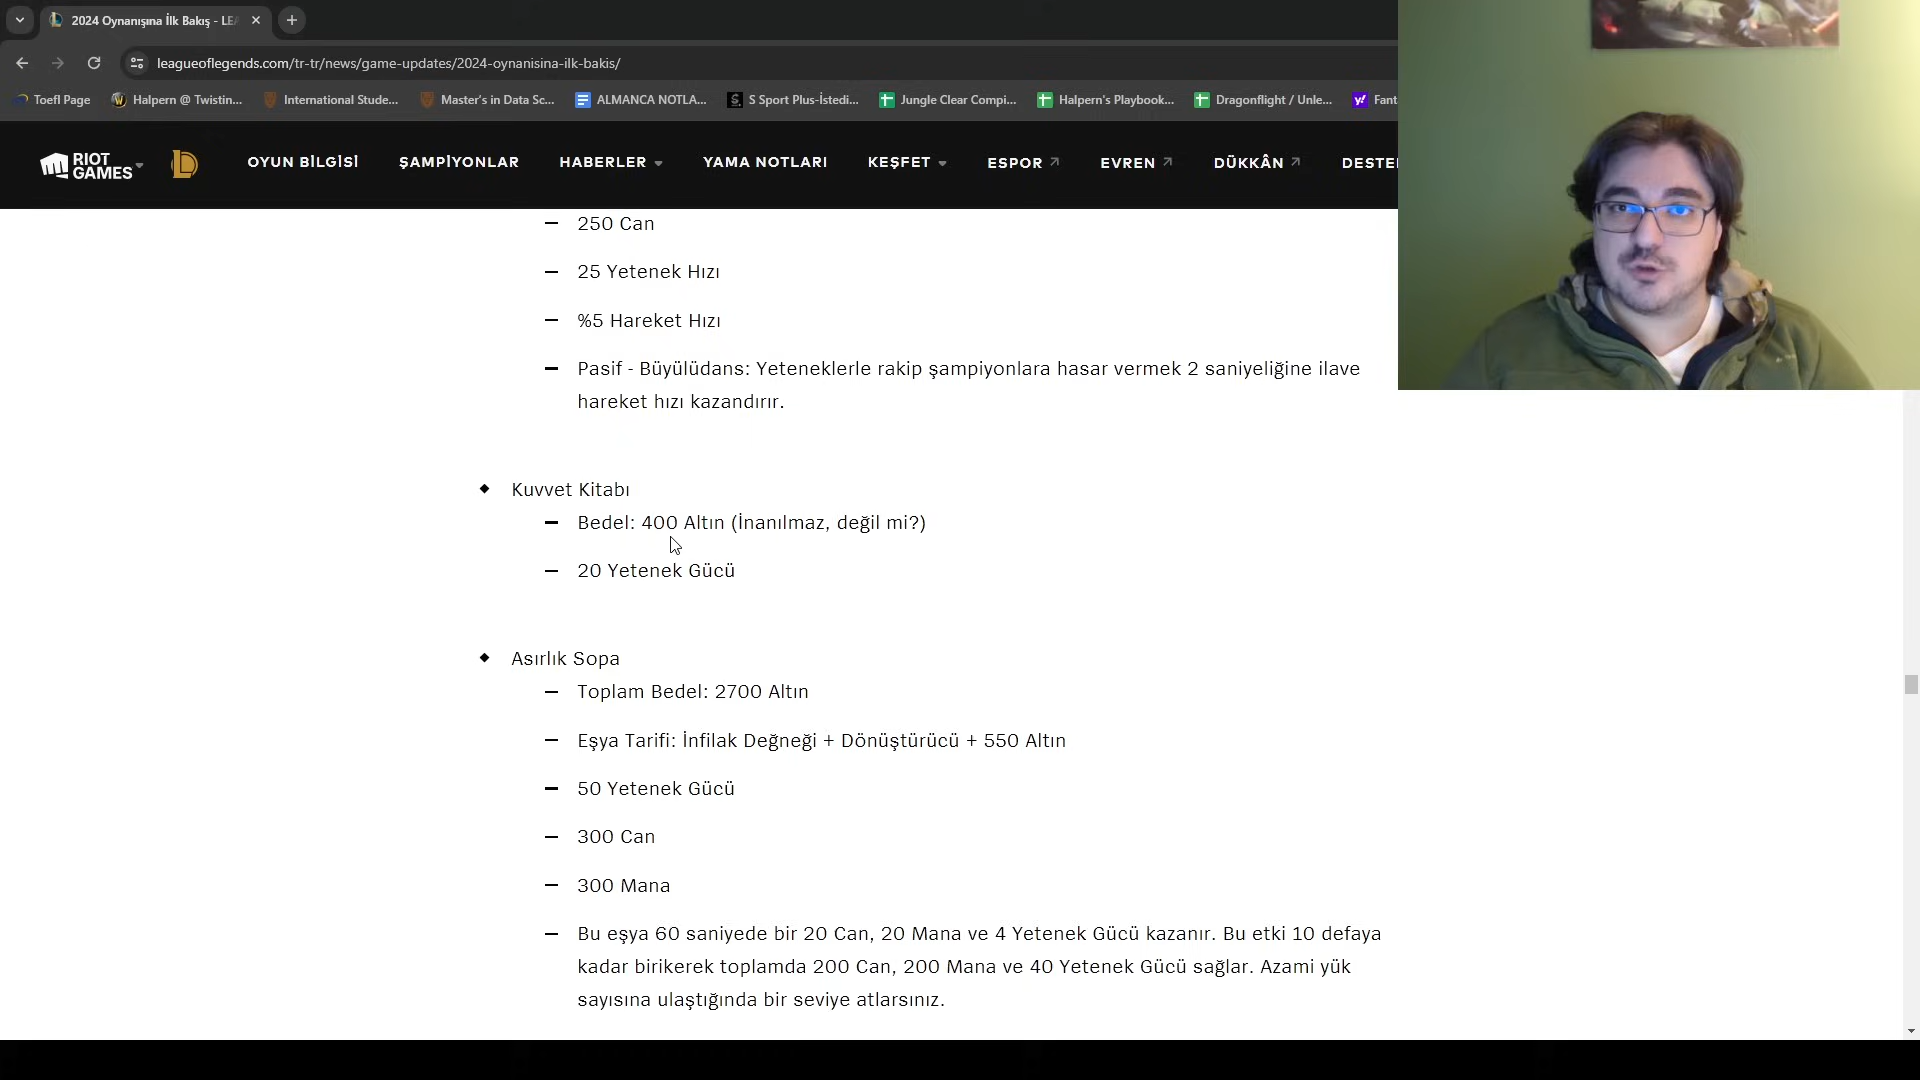 2024 Oynanışına İlk Bakış - LEA
leagueoflegends.com/tr-tr/news/game-updates/2024-oynanisina-ilk-bakis/
Toefl Page
Halpern @ Twistin...
International Stude...
Master's in Data Sc...
ALMANCA NOTLA...
S Sport Plus-İstedi...
Jungle Clear Compi...
Halpern's Playbook...
Dragonflight / Unle...
Fant
RIOT
GAMES
OYUN BİLGİSİ
ŞAMPİYONLAR
HABERLER
YAMA NOTLARI
KEŞFET
ESPOR
EVREN
DÜKKÂN
DESTE
— 250 Can
— 25 Yetenek Hızı
— %5 Hareket Hızı
— Pasif - Büyülüdans: Yeteneklerle rakip şampiyonlara hasar vermek 2 saniyeliğine ilave
hareket hızı kazandırır.
◆ Kuvvet Kitabı
— Bedel: 400 Altın (İnanılmaz, değil mi?)
— 20 Yetenek Gücü
◆ Asırlık Sopa
— Toplam Bedel: 2700 Altın
— Eşya Tarifi: İnfilak Değneği + Dönüştürücü + 550 Altın
— 50 Yetenek Gücü
— 300 Can
— 300 Mana
— Bu eşya 60 saniyede bir 20 Can, 20 Mana ve 4 Yetenek Gücü kazanır. Bu etki 10 defaya
kadar birikerek toplamda 200 Can, 200 Mana ve 40 Yetenek Gücü sağlar. Azami yük
sayısına ulaştığında bir seviye atlarsınız.